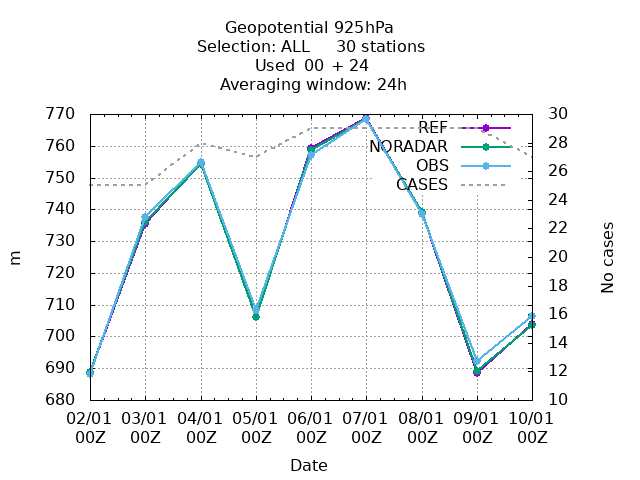 Geopotential 925hPa
Selection: ALL     30 stations
Used  00  + 24
Averaging window: 24h
770
760
750
740
730
720
710
700
690
680
30
28
26
24
22
20
18
16
14
12
10
REF
NORADAR
OBS
CASES
m
No cases
02/01 03/01 04/01 05/01 06/01 07/01 08/01 09/01 10/01
00Z 00Z 00Z 00Z 00Z 00Z 00Z 00Z 00Z
Date